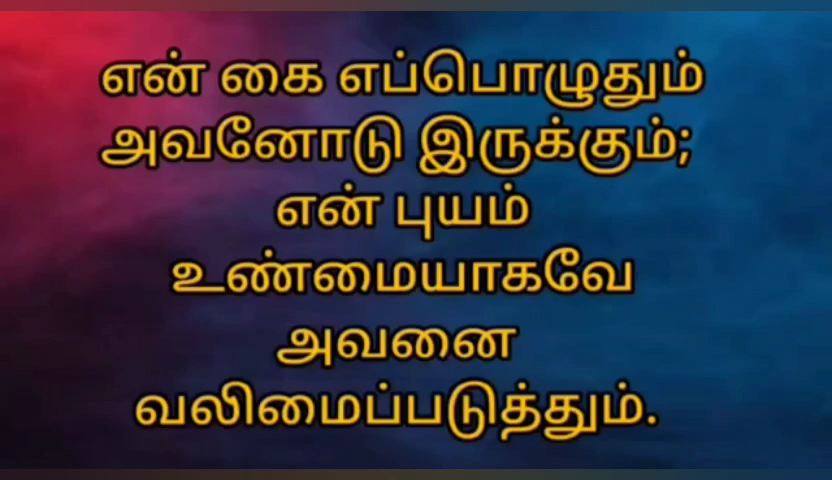 என் கை எப்பொழுதும்
அவனோடு இருக்கும்;
என் புயம்
உண்மையாகவே
அவனை
வலிமைப்படுத்தும்.